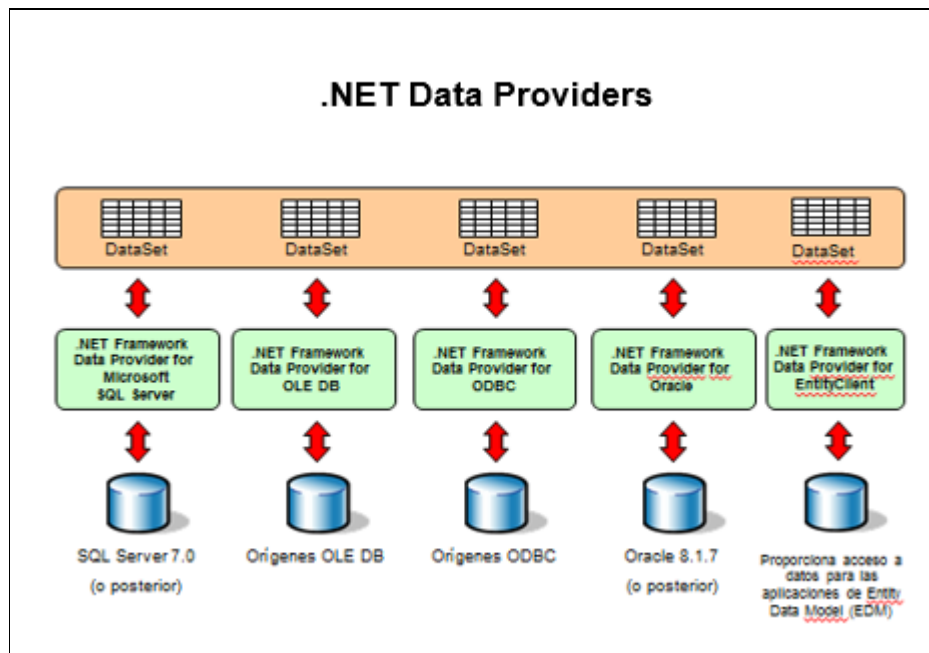 .NET Data Providers
DataSet
DataSet
DataSet
DataSet
DataSet
.NET Framework
Data Provider for
Microsoft
SQL Server
.NET Framework
Data Provider for
OLE DB
.NET Framework
Data Provider for
ODBC
.NET Framework
Data Provider for
Oracle
.NET Framework
Data Provider for
EntityClient
SQL Server 7.0
(o posterior)
Orígenes OLE DB
Orígenes ODBC
Oracle 8.1.7
(o posterior)
Proporciona acceso a
datos para las
aplicaciones de Entity
Data Model (EDM)